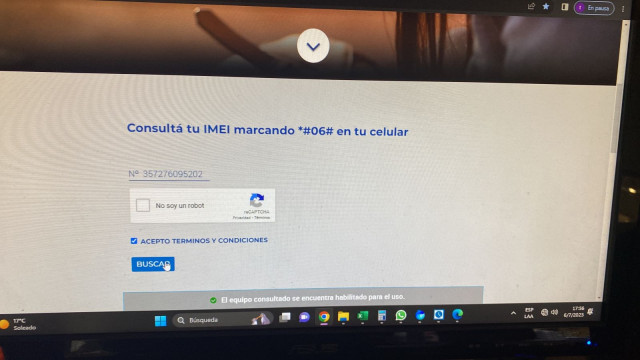 En pausa
Consultá tu IMEI marcando *#06# en tu celular
Nº 357276095202
No soy un robot
reCAPTCHA
Privacidad - Términos
ACEPTO TERMINOS Y CONDICIONES
BUSCAR
El equipo consultado se encuentra habilitado para el uso.
17°C
Soleado
Búsqueda
ESP
LAA
17:56
6/7/2023